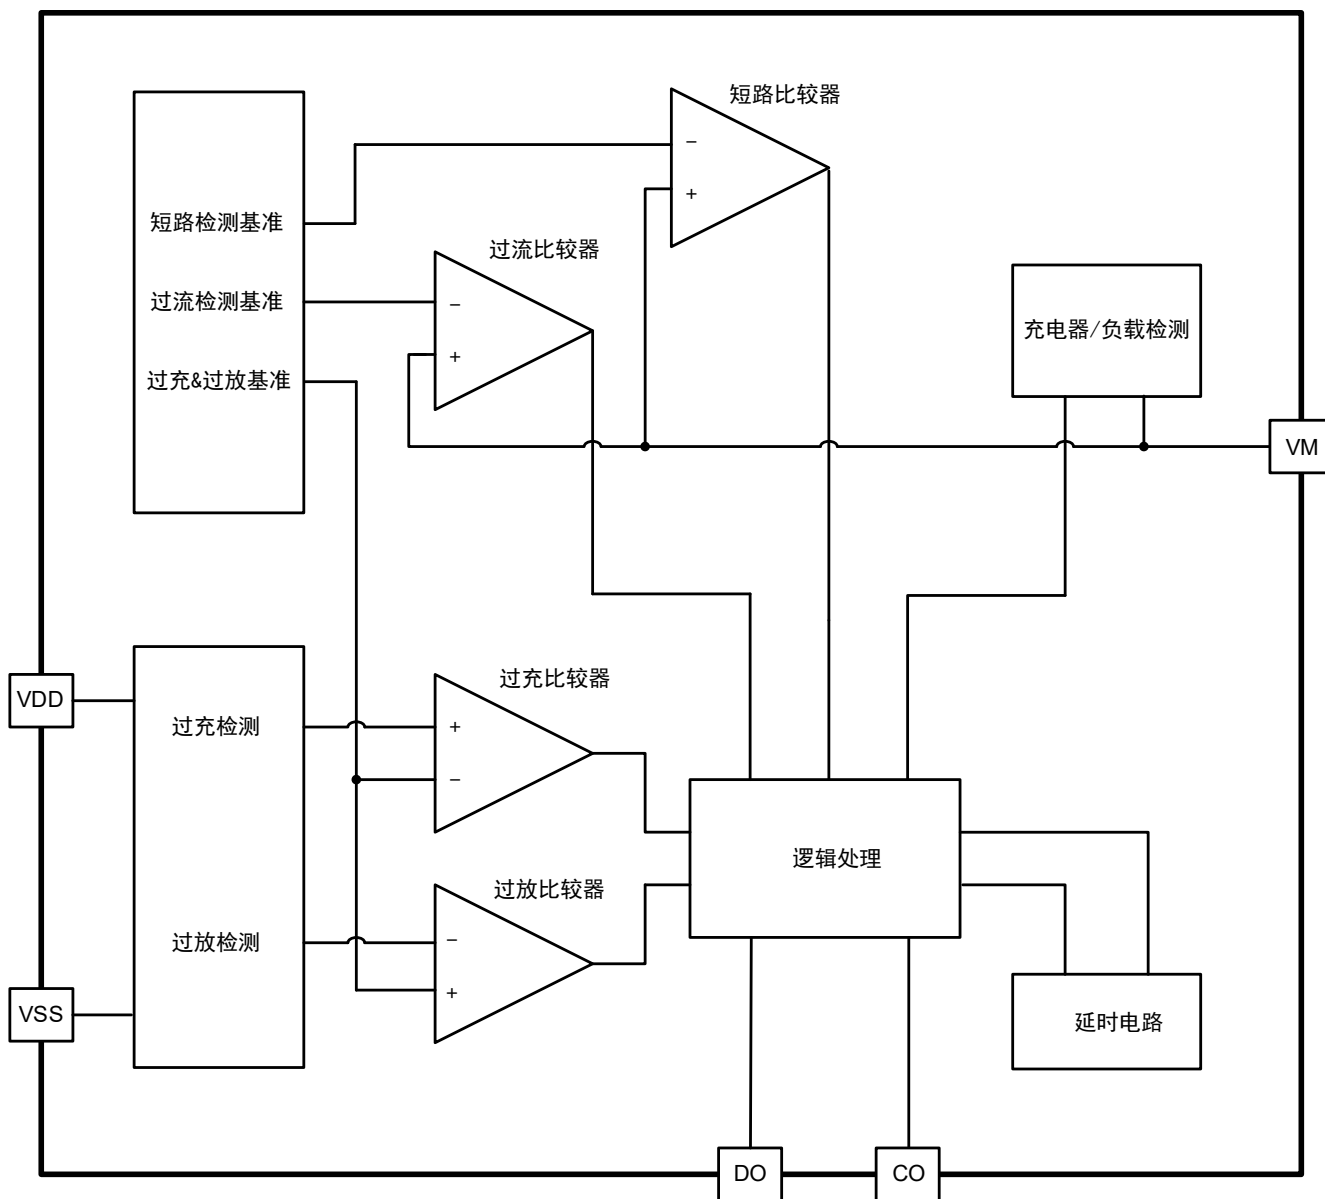 短路比较器
−
+
短路检测基准
过流比较器
过流检测基准
−
+
过充&过放基准
充电器/负载检测
VM
VDD
过充检测
过充比较器
+
−
逻辑处理
过放比较器
过放检测
−
+
VSS
延时电路
DO
CO